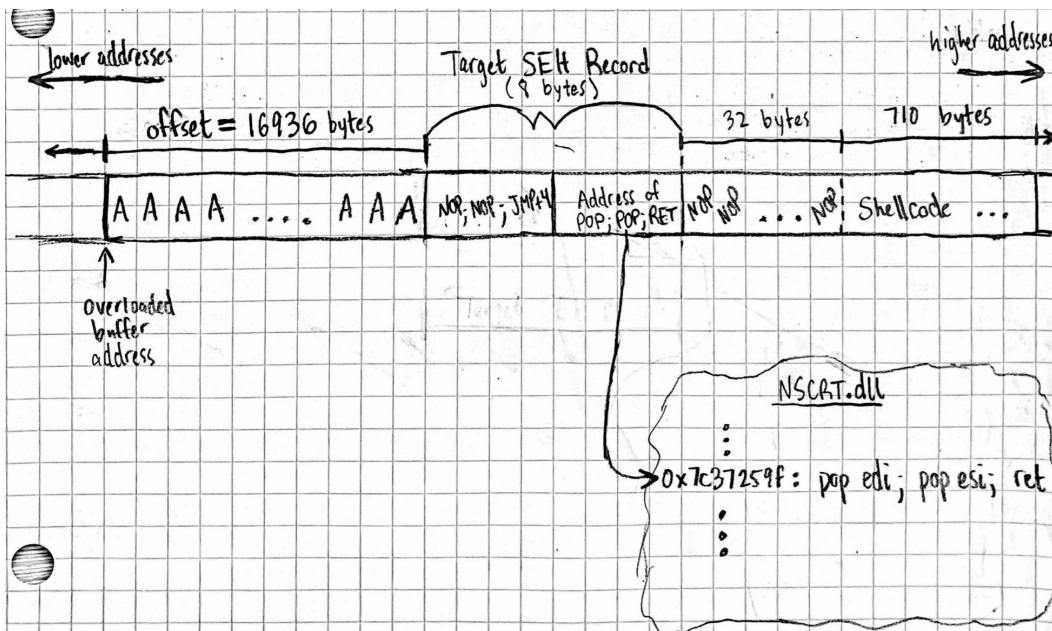 lower addresses
higher addresses
Target SEH Record
(8 bytes)
offset = 16936 bytes
32 bytes
710 bytes
A A A A .... A A A
NOP; NOP; JMP+4
Address of
POP; POP; RET
NOP NOP ... NOP
Shellcode ...
overloaded
buffer
address
NSCRT.dll
0x7c37259f: pop edi; pop esi; ret